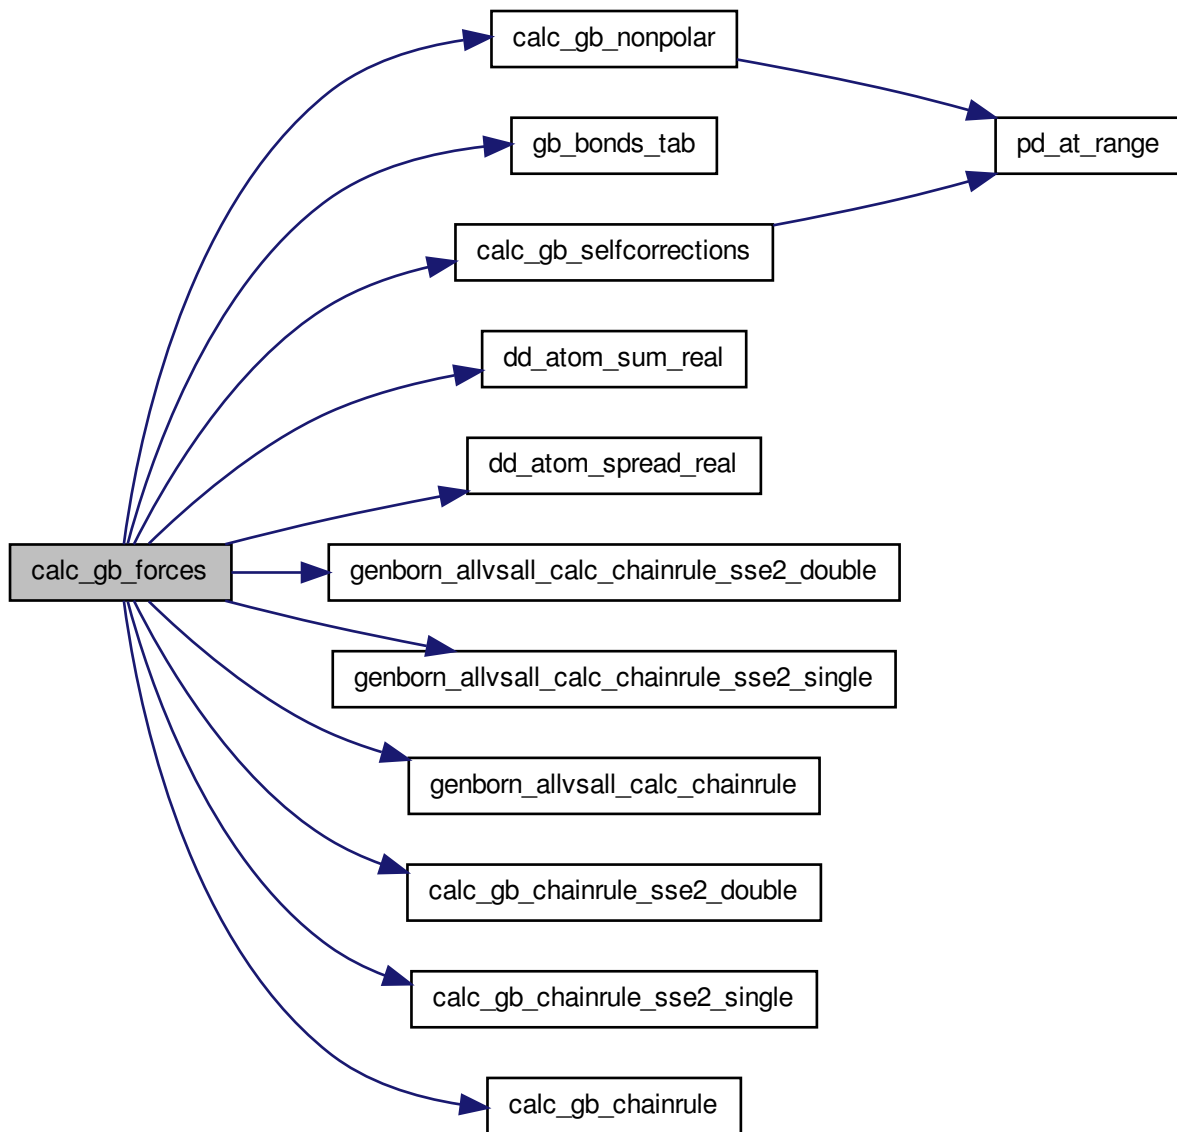 calc_gb_nonpolar
gb_bonds_tab
pd_at_range
calc_gb_selfcorrections
dd_atom_sum_real
dd_atom_spread_real
calc_gb_forces
genborn_allvsall_calc_chainrule_sse2_double
genborn_allvsall_calc_chainrule_sse2_single
genborn_allvsall_calc_chainrule
calc_gb_chainrule_sse2_double
calc_gb_chainrule_sse2_single
calc_gb_chainrule